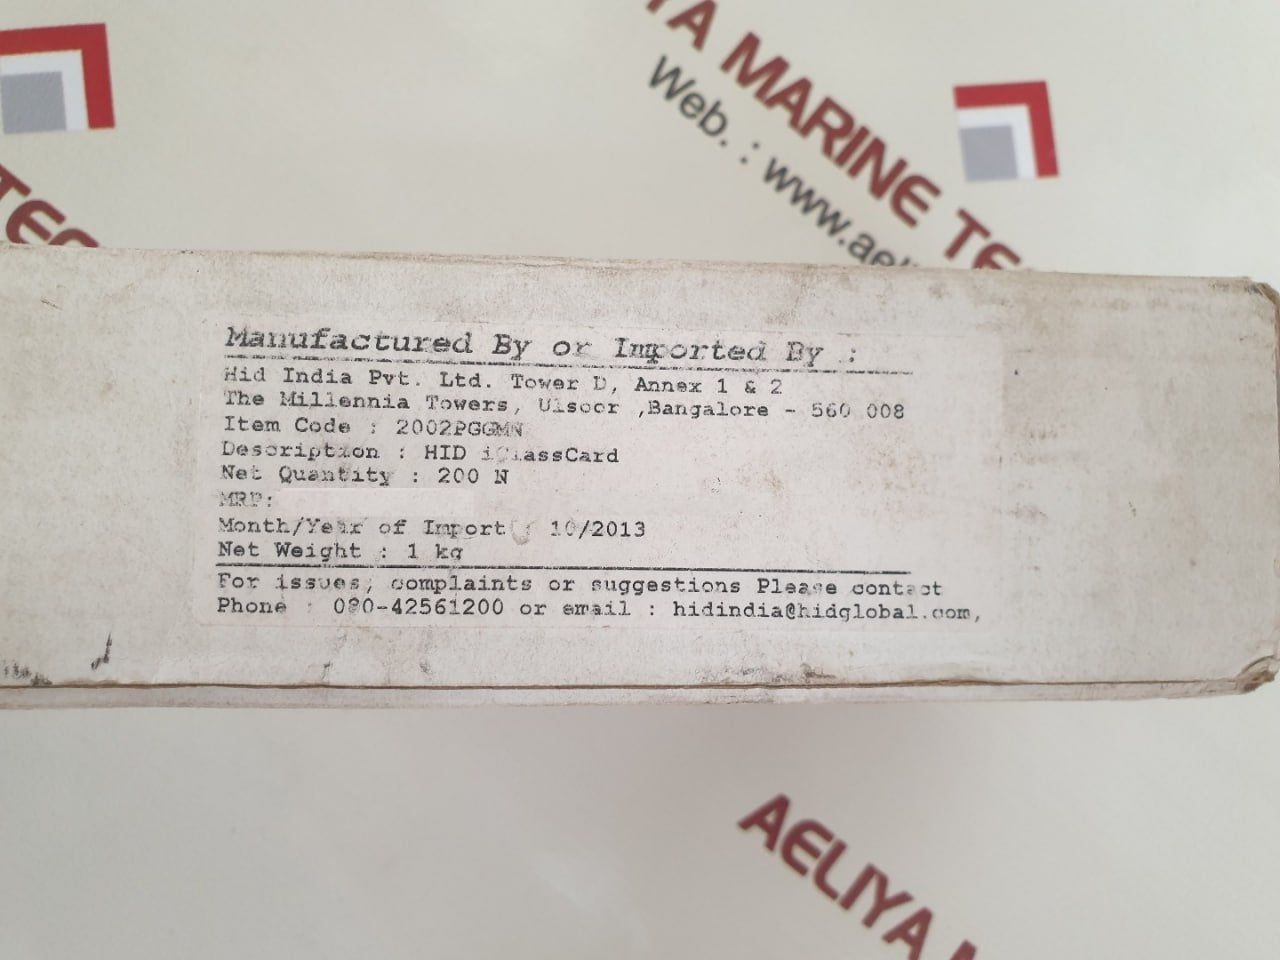 YA MARINE TE
Web. : www.ael
TEC
Manufactured By or Imported By :
Hid India Pvt. Ltd. Tower D, Annex 1 & 2
The Millennia Towers, Ulsoor ,Bangalore - 560 008
Item Code : 2002PGGMN
Description : HID iClassCard
Net Quantity : 200 N
MRP:
Month/Year of Import : 10/2013
Net Weight : 1 kg
For issues, complaints or suggestions Please contact
Phone : 080-42561200 or email : hidindia@hidglobal.com,
AELIYA